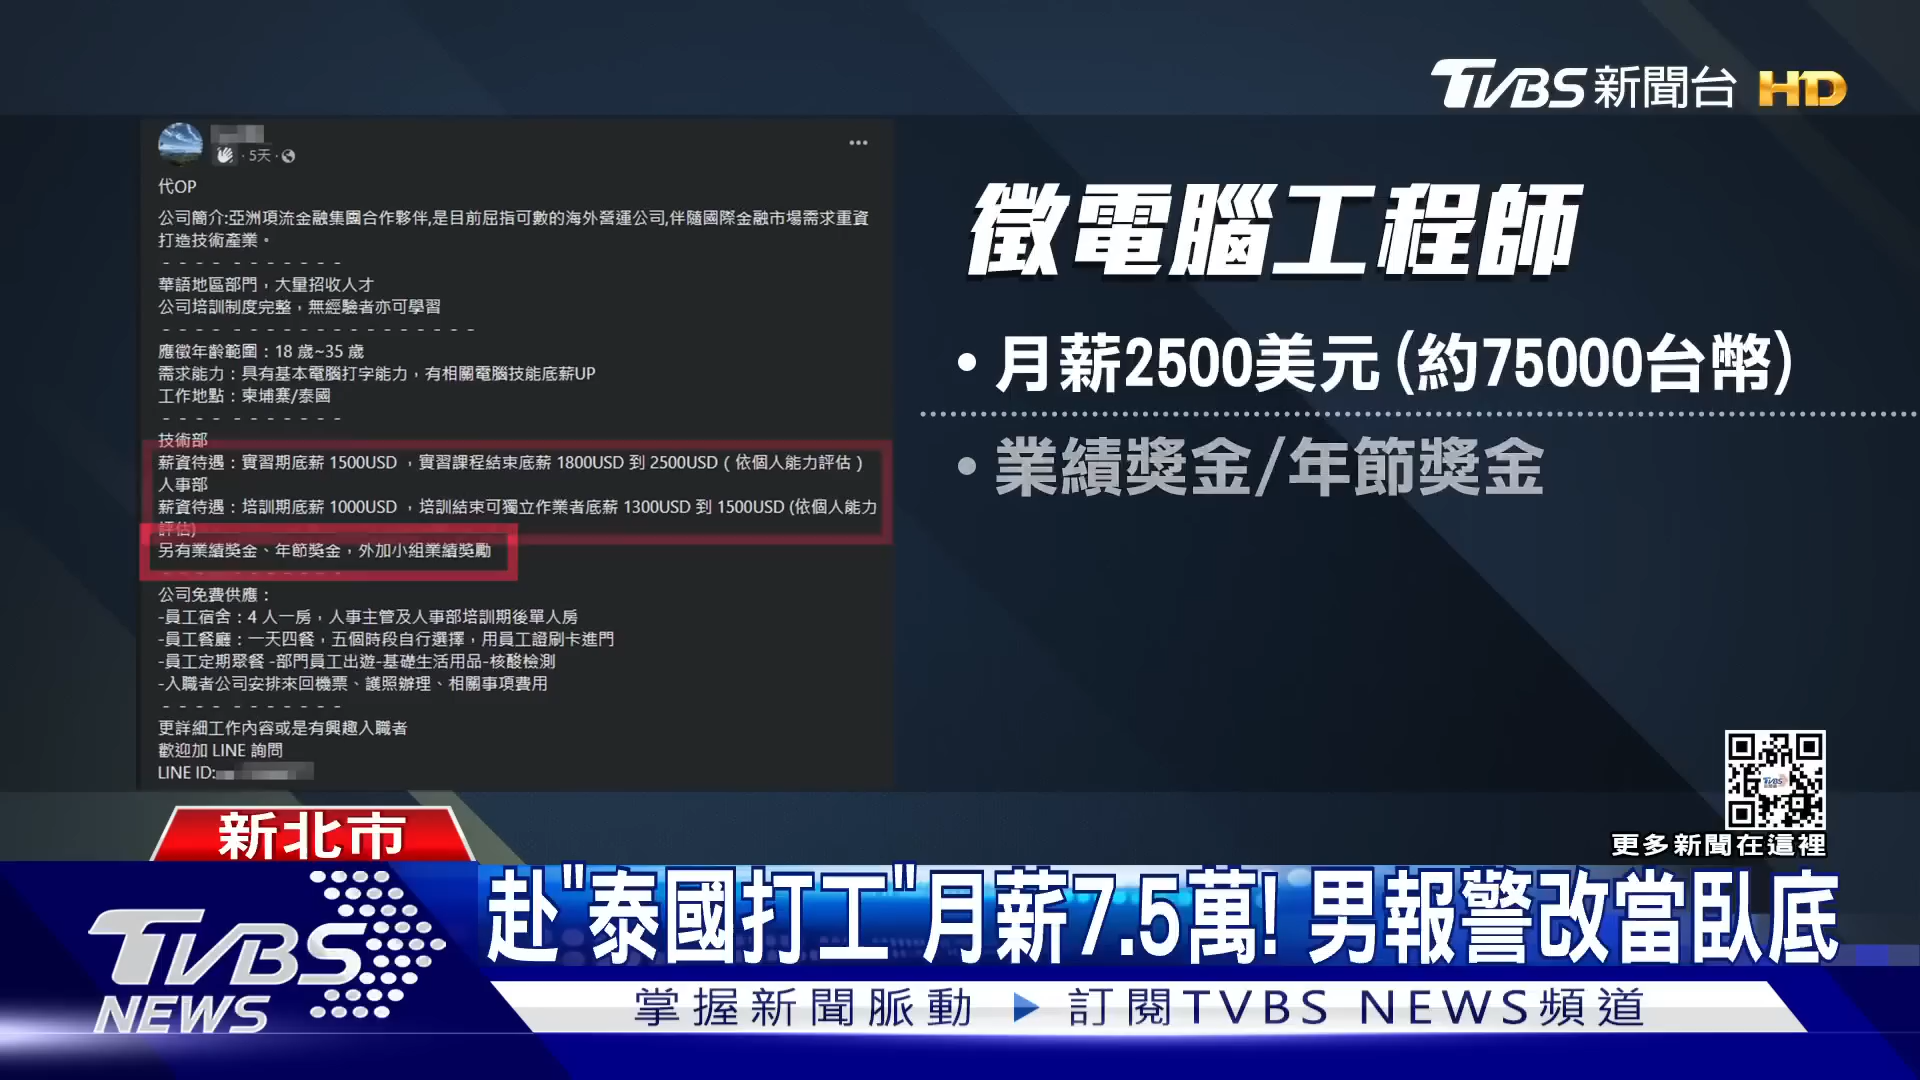 TVBS新聞台 HD
5天
代OP
公司簡介:亞洲項流金融集團合作夥伴,是目前屈指可數的海外營運公司,伴隨國際金融市場需求重資
打造技術產業。
- - - - - - - - - - -
華語地區部門，大量招收人才
公司培訓制度完整，無經驗者亦可學習
- - - - - - - - - - - - - - - - - - -
應徵年齡範圍：18 歲~35 歲
需求能力：具有基本電腦打字能力，有相關電腦技能底薪UP
工作地點：柬埔寨/泰國
- - - - - - - - - - -
技術部
薪資待遇：實習期底薪 1500USD ，實習課程結束底薪 1800USD 到 2500USD ( 依個人能力評估 )
人事部
薪資待遇：培訓期底薪 1000USD ，培訓結束可獨立作業者底薪 1300USD 到 1500USD (依個人能力
評估)
另有業績獎金、年節獎金，外加小組業績獎勵
公司免費供應：
-員工宿舍：4 人一房，人事主管及人事部培訓期後單人房
-員工餐廳：一天四餐，五個時段自行選擇，用員工證刷卡進門
-員工定期聚餐 -部門員工出遊-基礎生活用品-核酸檢測
-入職者公司安排來回機票、護照辦理、相關事項費用
- - - - - - - - - - -
更詳細工作內容或是有興趣入職者
歡迎加 LINE 詢問
LINE ID:
徵電腦工程師
•月薪2500美元(約75000台幣)
•業績獎金/年節獎金
TVBS
更多新聞在這裡
新北市
赴"泰國打工"月薪7.5萬! 男報警改當臥底
TVBS
NEWS
掌握新聞脈動 ▶ 訂閱TVBS NEWS頻道